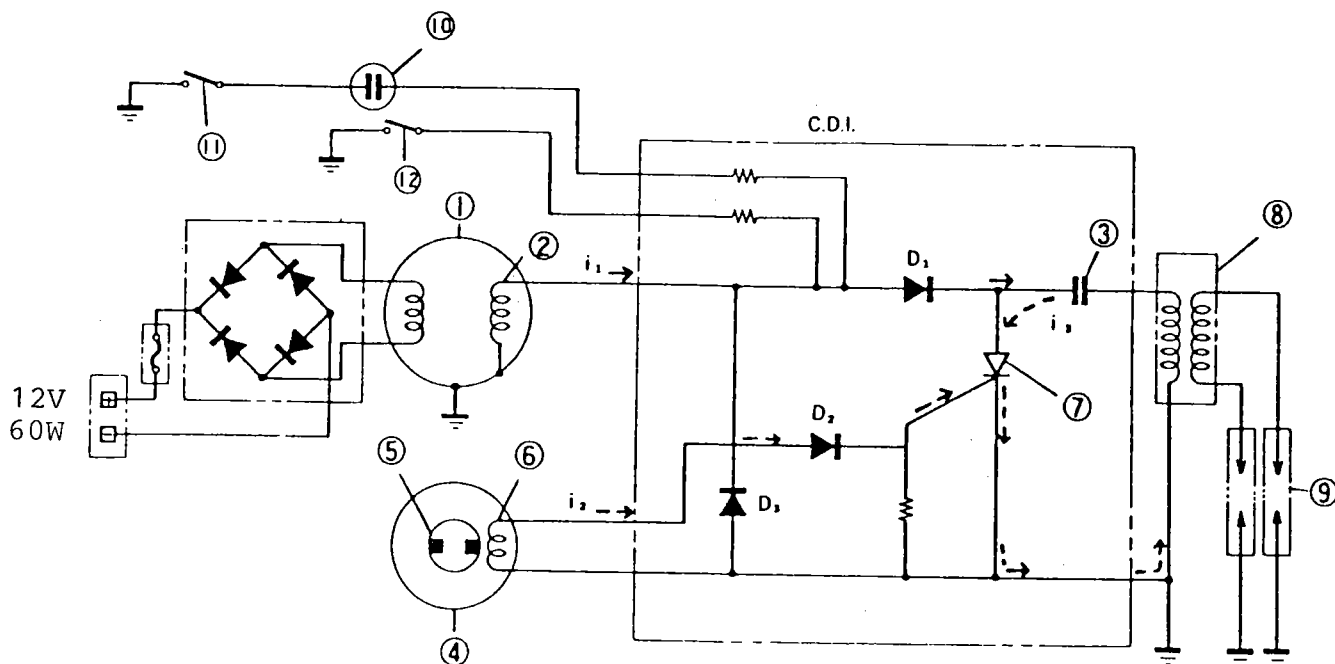 ⑩
C.D.I.
⑪
⑫
①
②
③
⑧
i₁
D₁
i₃
12V
60W
⑦
D₂
⑤
⑥
i₂
D₃
⑨
④